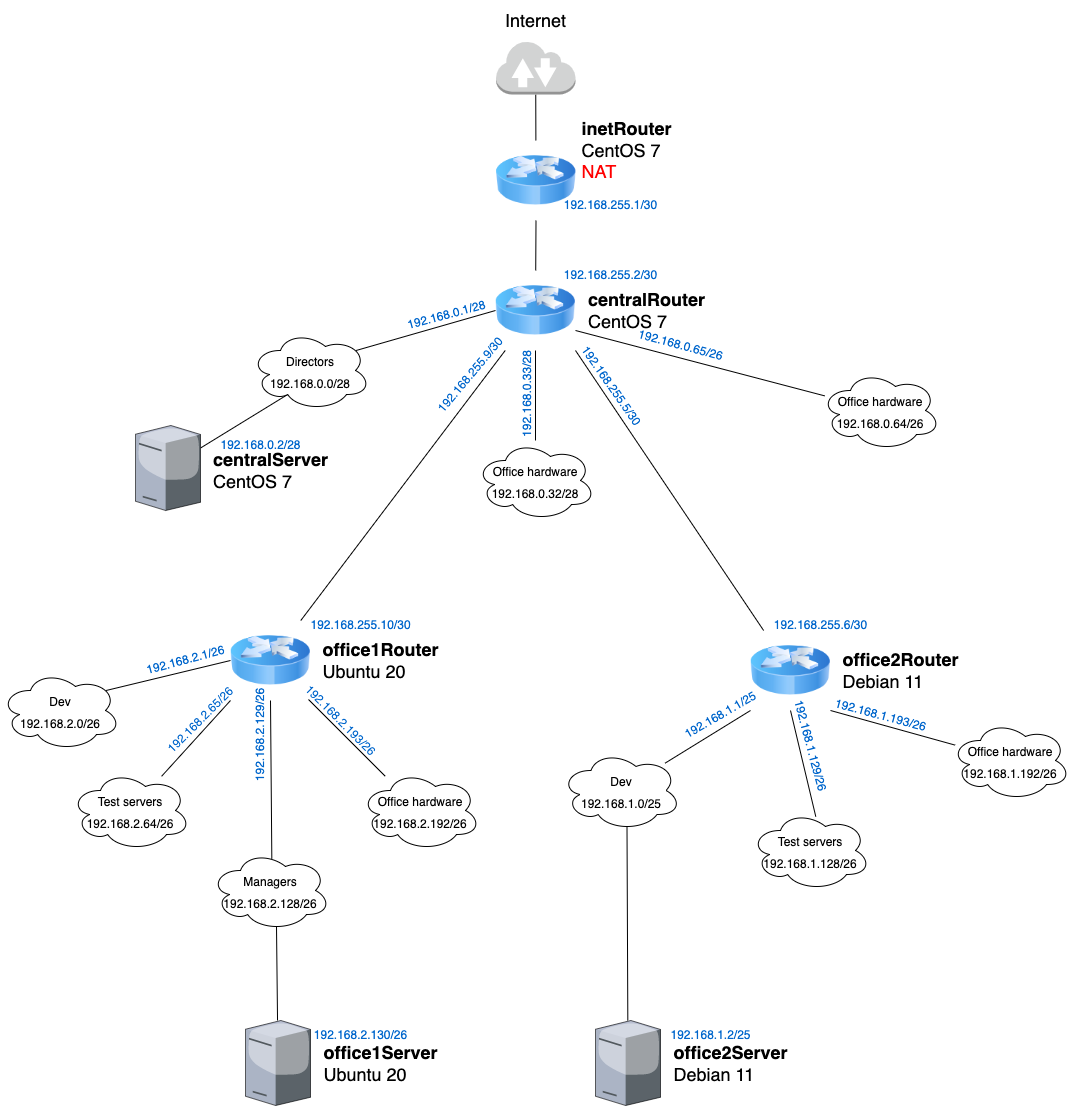 Internet
inetRouter
CentOS 7
NAT
192.168.255.1/30
192.168.255.2/30
centralRouter
CentOS 7
192.168.0.1/28
192.168.255.9/30
192.168.0.33/28
192.168.255.5/30
192.168.0.65/26
Directors
192.168.0.0/28
Office hardware
192.168.0.64/26
192.168.0.2/28
centralServer
CentOS 7
Office hardware
192.168.0.32/28
192.168.255.10/30
office1Router
Ubuntu 20
192.168.255.6/30
office2Router
Debian 11
192.168.2.1/26
192.168.2.65/26
192.168.2.129/26
192.168.2.193/26
192.168.1.1/25
192.168.1.129/26
192.168.1.193/26
Dev
192.168.2.0/26
Office hardware
192.168.1.192/26
Dev
192.168.1.0/25
Test servers
192.168.2.64/26
Office hardware
192.168.2.192/26
Test servers
192.168.1.128/26
Managers
192.168.2.128/26
192.168.2.130/26
office1Server
Ubuntu 20
192.168.1.2/25
office2Server
Debian 11